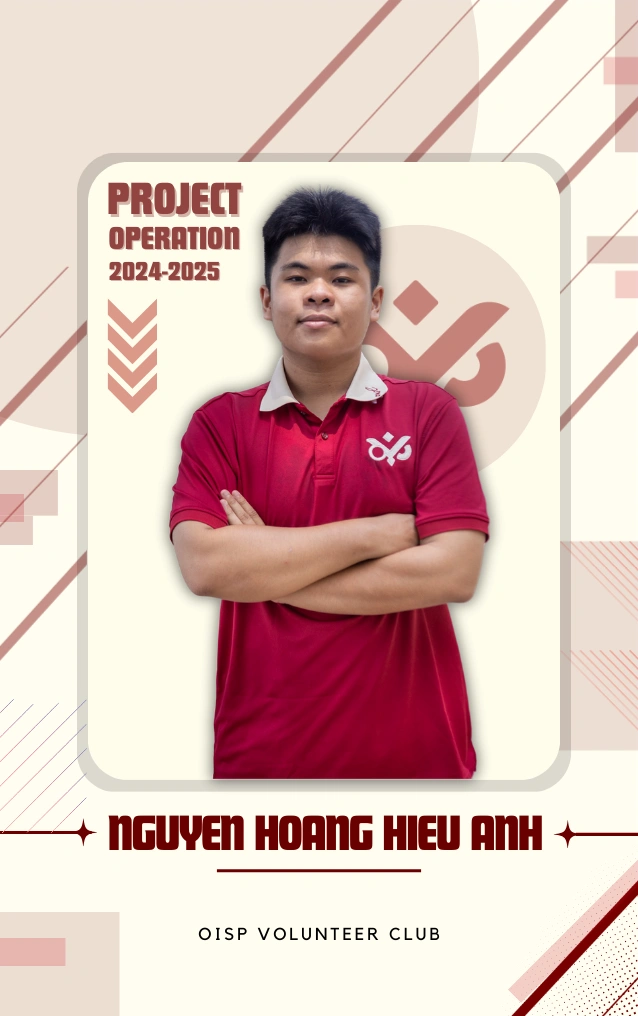 PROJECT
OPERATION
2024-2025
NGUYEN HOANG HIEU ANH
OISP VOLUNTEER CLUB